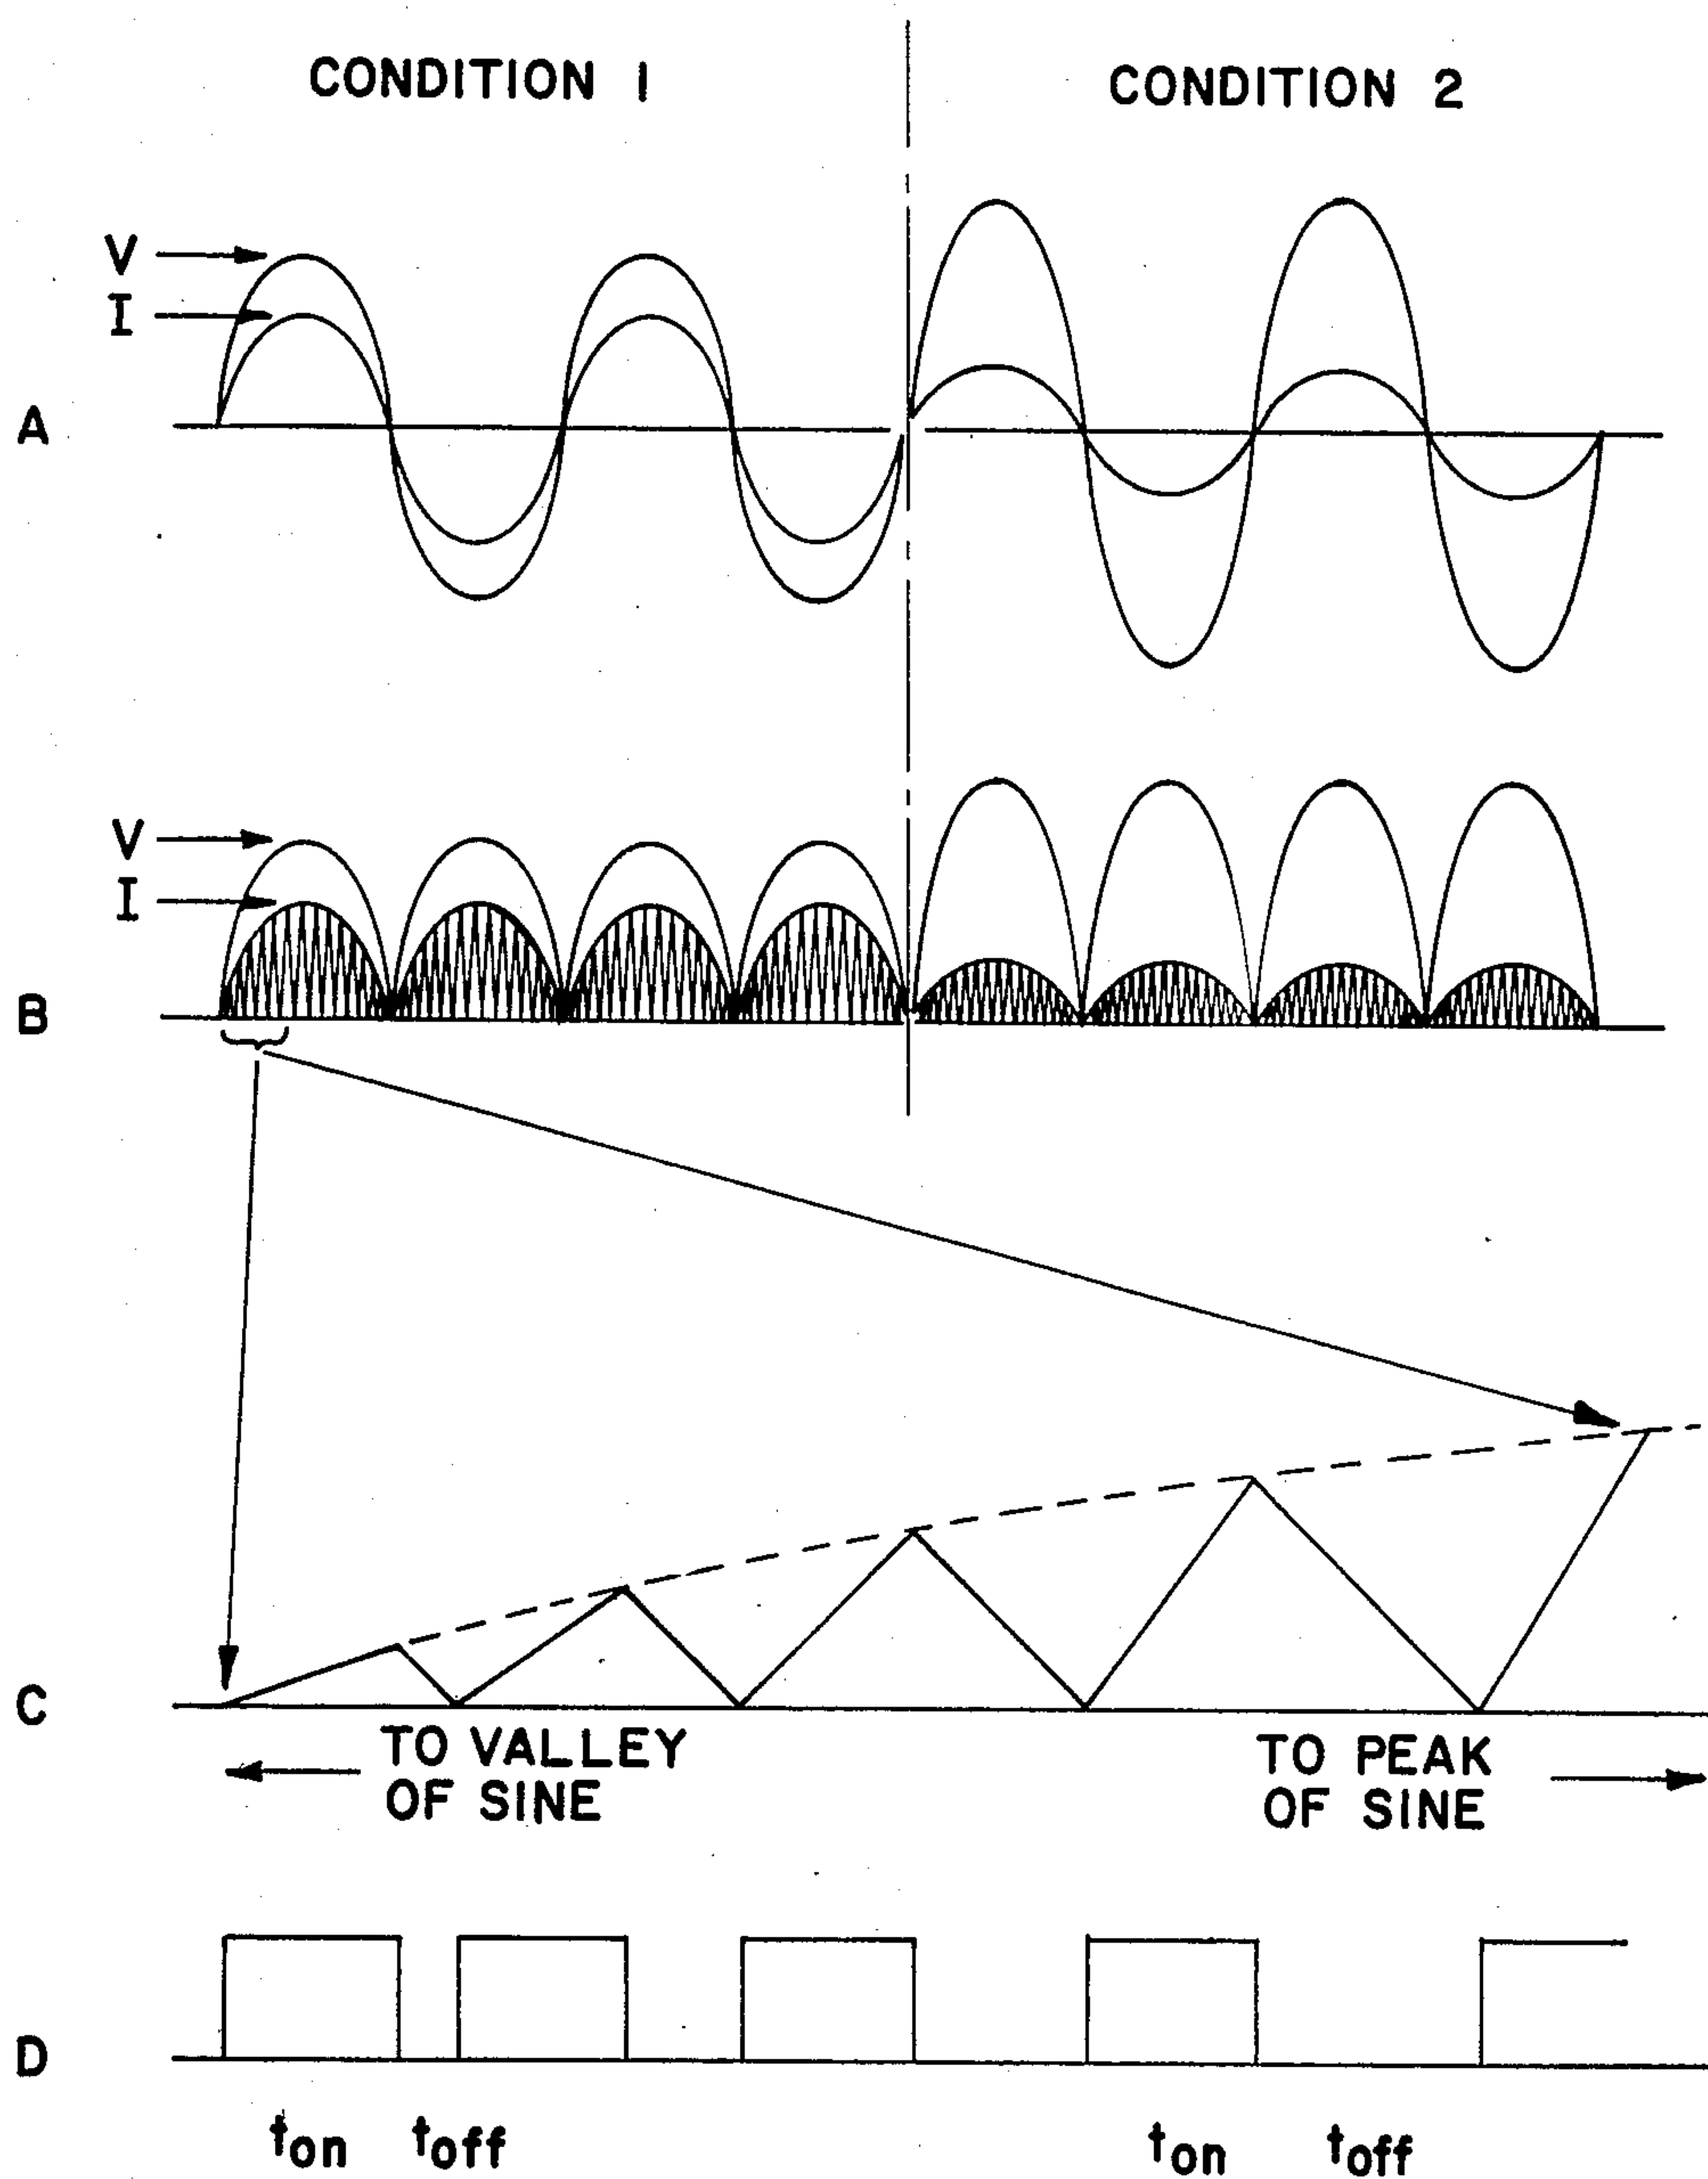 CONDITION 1
CONDITION 2
V
I
A
V
I
B
C
TO VALLEY
OF SINE
TO PEAK
OF SINE
D
ton toff
ton toff